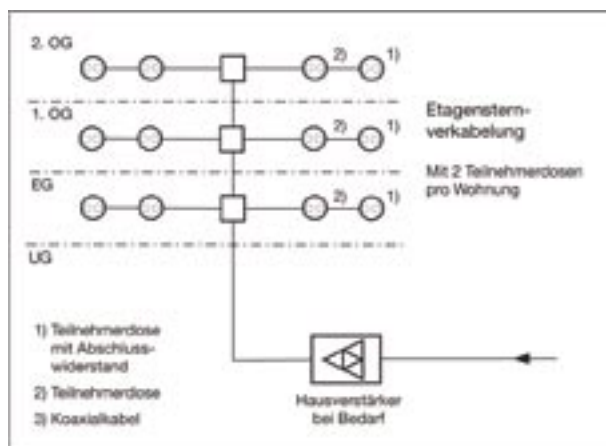 2. OG
2) 1)
1. OG
2) 1)
Etagenstern-
verkabelung
EG
2) 1)
Mit 2 Teilnehmerdosen
pro Wohnung
UG
1) Teilnehmerdose
mit Abschluss-
widerstand
2) Teilnehmerdose
3) Koaxialkabel
Hausverstärker
bei Bedarf